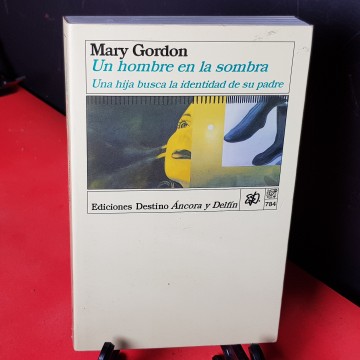 Mary Gordon
Un hombre en la sombra
Una hija busca la identidad de su padre
Ediciones Destino Áncora y Delfín
784